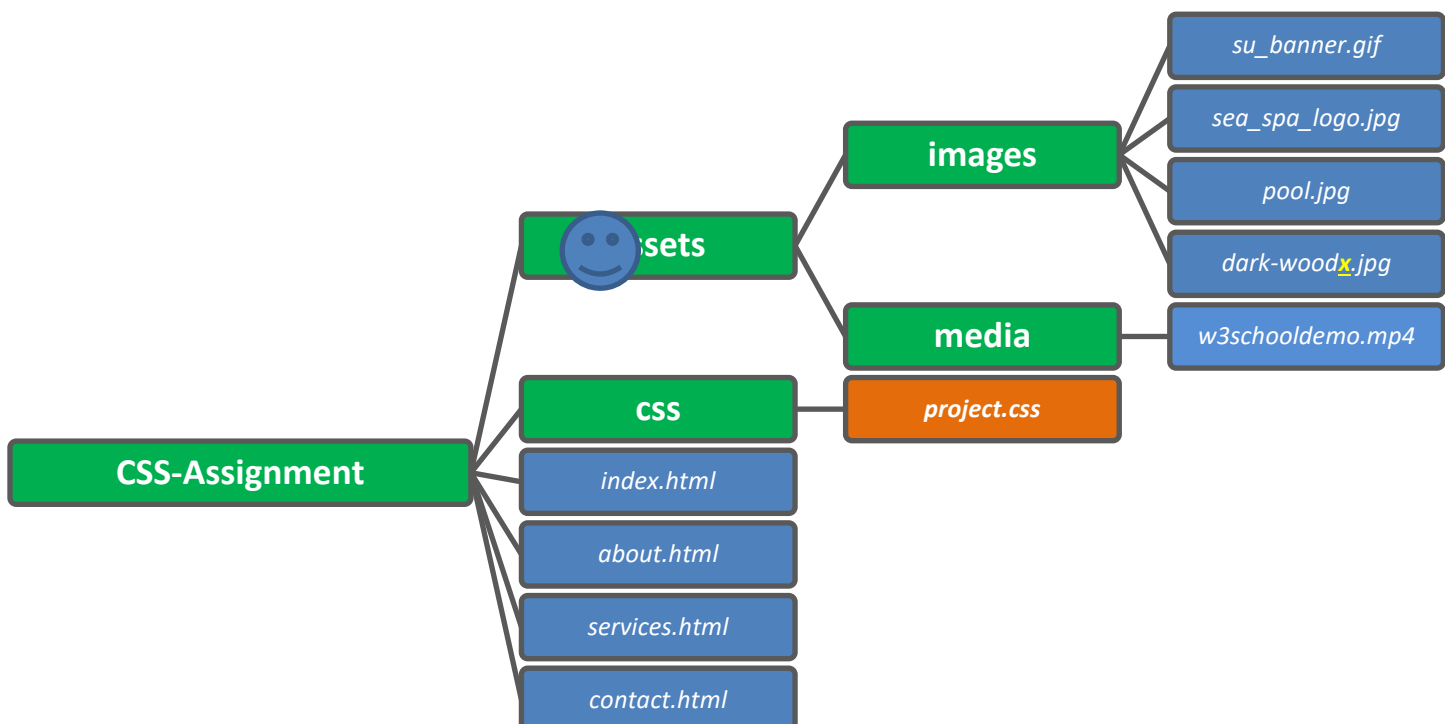 su_banner.gif
sea_spa_logo.jpg
images
pool.jpg
ssets
dark-woodx.jpg
media
w3schooldemo.mp4
css
project.css
CSS-Assignment
index.html
about.html
services.html
contact.html